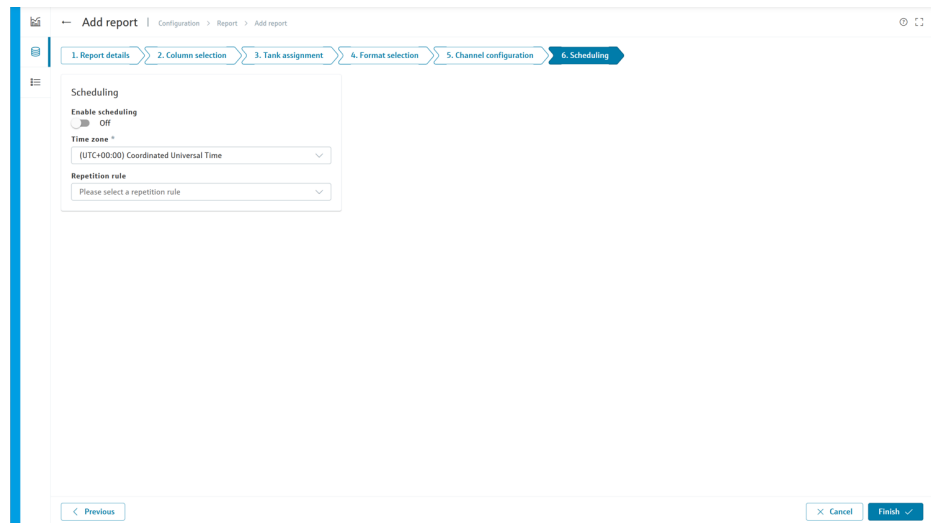 Add report | Configuration > Report > Add report
1. Report details 2. Column selection 3. Tank assignment 4. Format selection 5. Channel configuration 6. Scheduling
Scheduling
Enable scheduling
Off
Time zone *
(UTC+00:00) Coordinated Universal Time
Repetition rule
Please select a repetition rule
Previous Cancel Finish